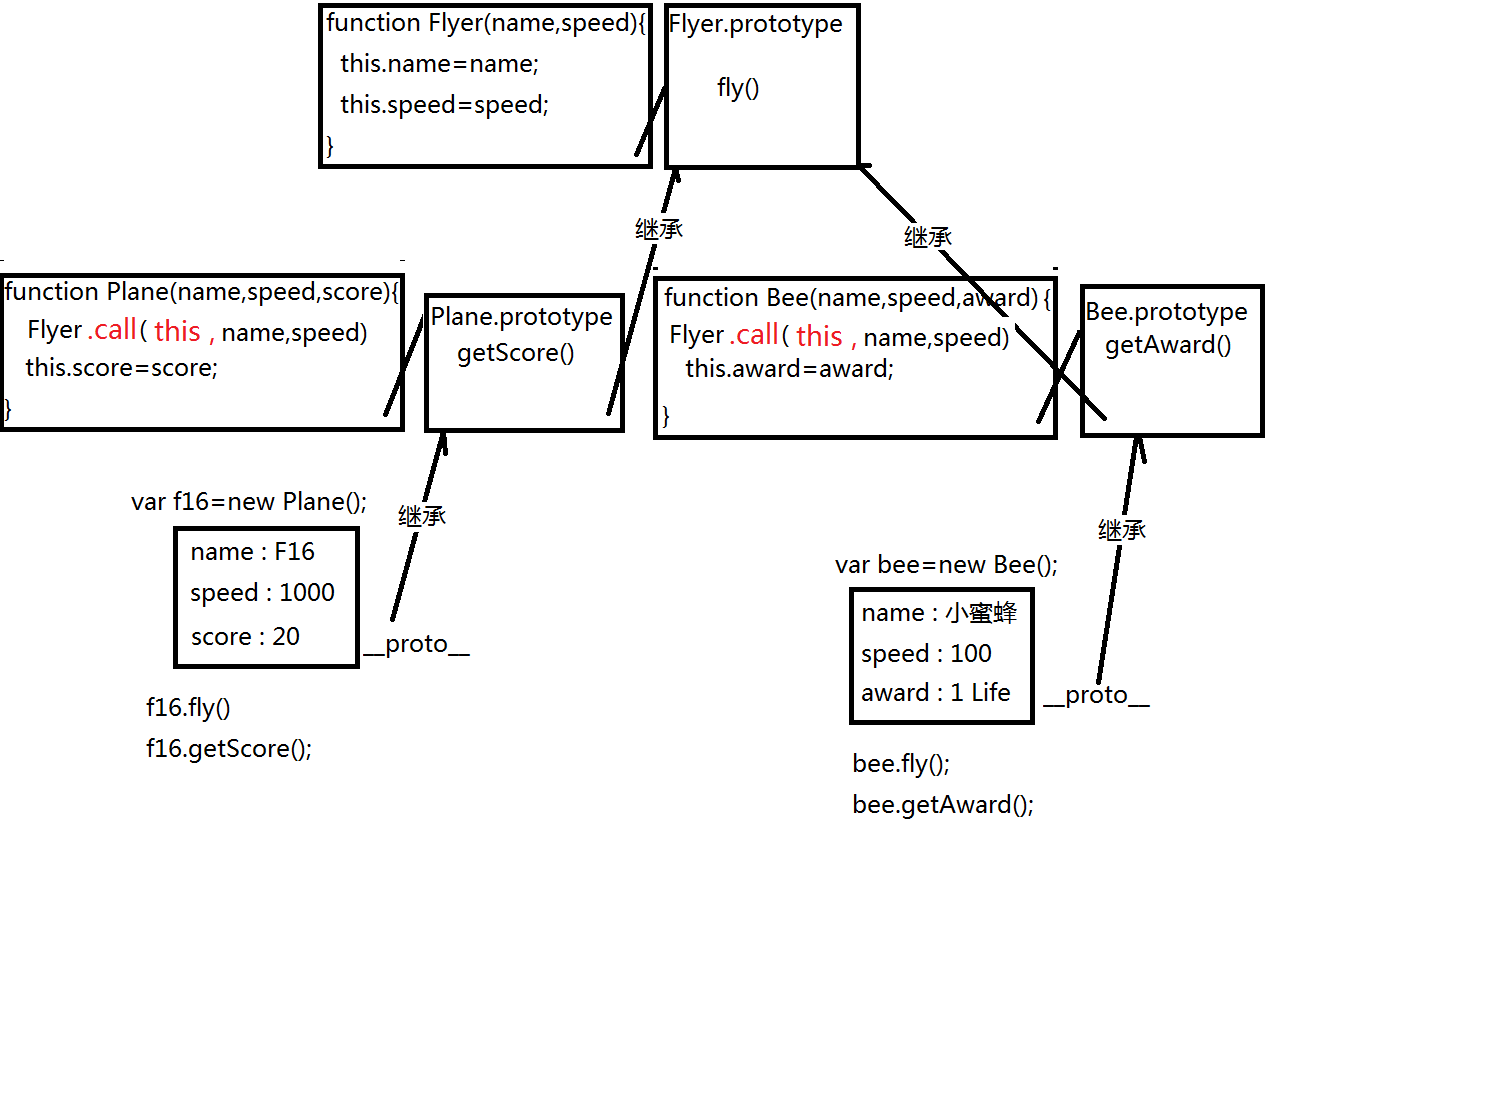 function Flyer(name,speed){
this.name=name;
this.speed=speed;
}
Flyer.prototype
fly()
继承
继承
function Plane(name,speed,score){
Flyer .call( this , name,speed)
this.score=score;
}
Plane.prototype
getScore()
function Bee(name,speed,award) {
Flyer .call( this , name,speed)
this.award=award;
}
Bee.prototype
getAward()
var f16=new Plane();
继承
name : F16
speed : 1000
score : 20
__proto__
f16.fly()
f16.getScore();
继承
var bee=new Bee();
name : 小蜜蜂
speed : 100
award : 1 Life
__proto__
bee.fly();
bee.getAward();